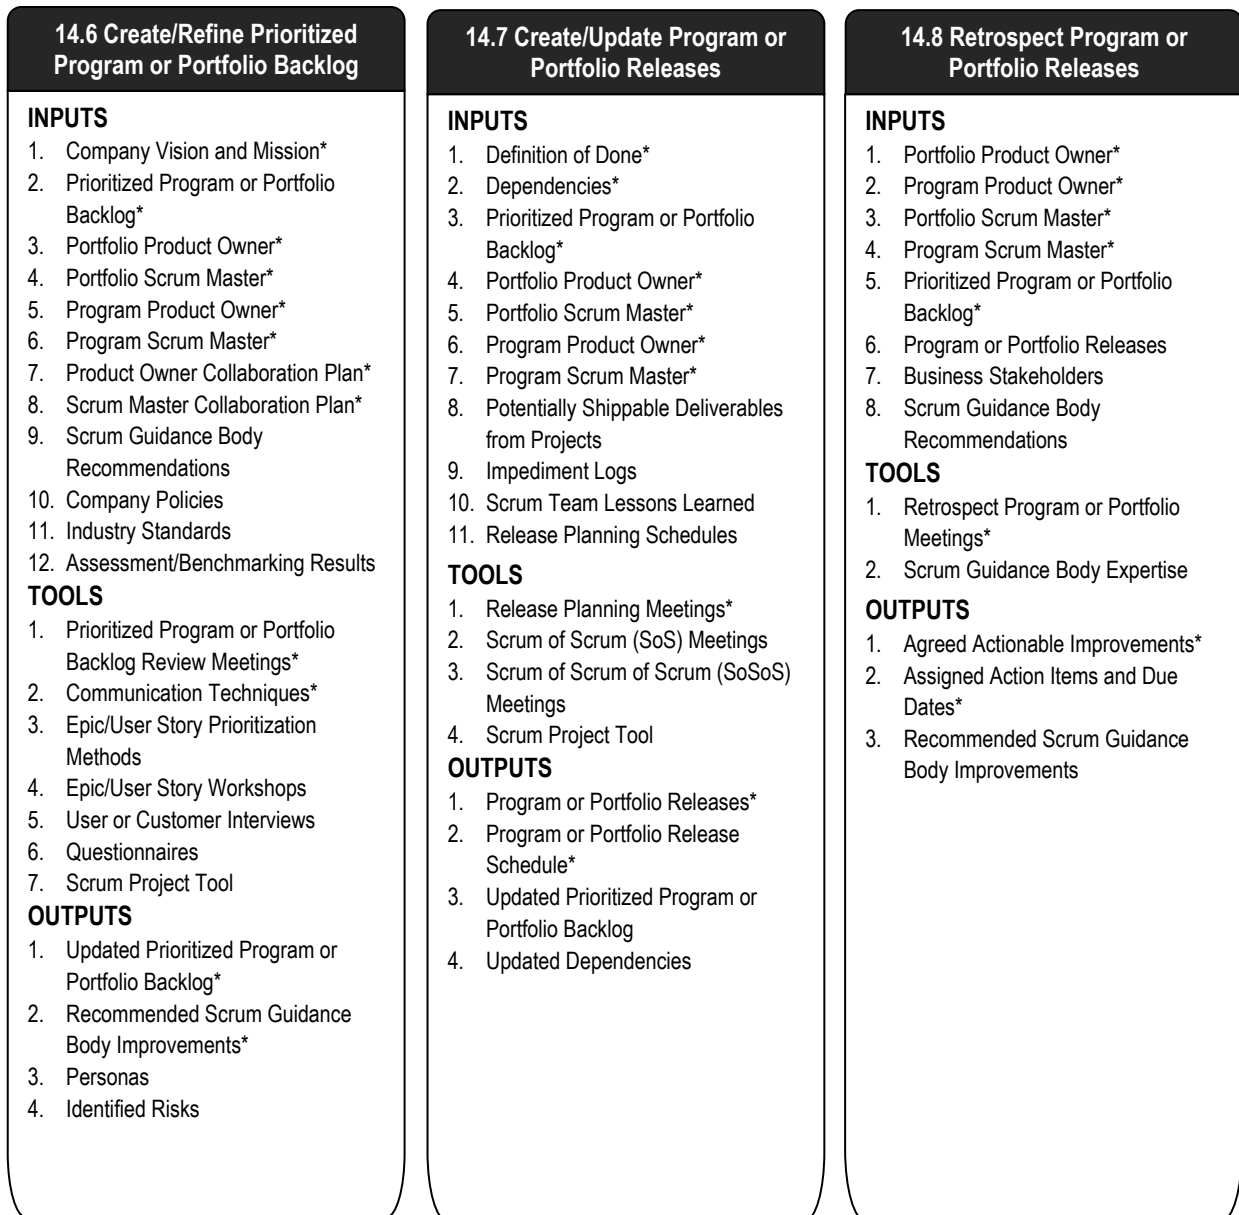 14.6 Create/Refine Prioritized
Program or Portfolio Backlog
INPUTS
1. Company Vision and Mission*
2. Prioritized Program or Portfolio
Backlog*
3. Portfolio Product Owner*
4. Portfolio Scrum Master*
5. Program Product Owner*
6. Program Scrum Master*
7. Product Owner Collaboration Plan*
8. Scrum Master Collaboration Plan*
9. Scrum Guidance Body
Recommendations
10. Company Policies
11. Industry Standards
12. Assessment/Benchmarking Results
TOOLS
1. Prioritized Program or Portfolio
Backlog Review Meetings*
2. Communication Techniques*
3. Epic/User Story Prioritization
Methods
4. Epic/User Story Workshops
5. User or Customer Interviews
6. Questionnaires
7. Scrum Project Tool
OUTPUTS
1. Updated Prioritized Program or
Portfolio Backlog*
2. Recommended Scrum Guidance
Body Improvements*
3. Personas
4. Identified Risks
14.7 Create/Update Program or
Portfolio Releases
INPUTS
1. Definition of Done*
2. Dependencies*
3. Prioritized Program or Portfolio
Backlog*
4. Portfolio Product Owner*
5. Portfolio Scrum Master*
6. Program Product Owner*
7. Program Scrum Master*
8. Potentially Shippable Deliverables
from Projects
9. Impediment Logs
10. Scrum Team Lessons Learned
11. Release Planning Schedules
TOOLS
1. Release Planning Meetings*
2. Scrum of Scrum (SoS) Meetings
3. Scrum of Scrum of Scrum (SoSoS)
Meetings
4. Scrum Project Tool
OUTPUTS
1. Program or Portfolio Releases*
2. Program or Portfolio Release
Schedule*
3. Updated Prioritized Program or
Portfolio Backlog
4. Updated Dependencies
14.8 Retrospect Program or
Portfolio Releases
INPUTS
1. Portfolio Product Owner*
2. Program Product Owner*
3. Portfolio Scrum Master*
4. Program Scrum Master*
5. Prioritized Program or Portfolio
Backlog*
6. Program or Portfolio Releases
7. Business Stakeholders
8. Scrum Guidance Body
Recommendations
TOOLS
1. Retrospect Program or Portfolio
Meetings*
2. Scrum Guidance Body Expertise
OUTPUTS
1. Agreed Actionable Improvements*
2. Assigned Action Items and Due
Dates*
3. Recommended Scrum Guidance
Body Improvements